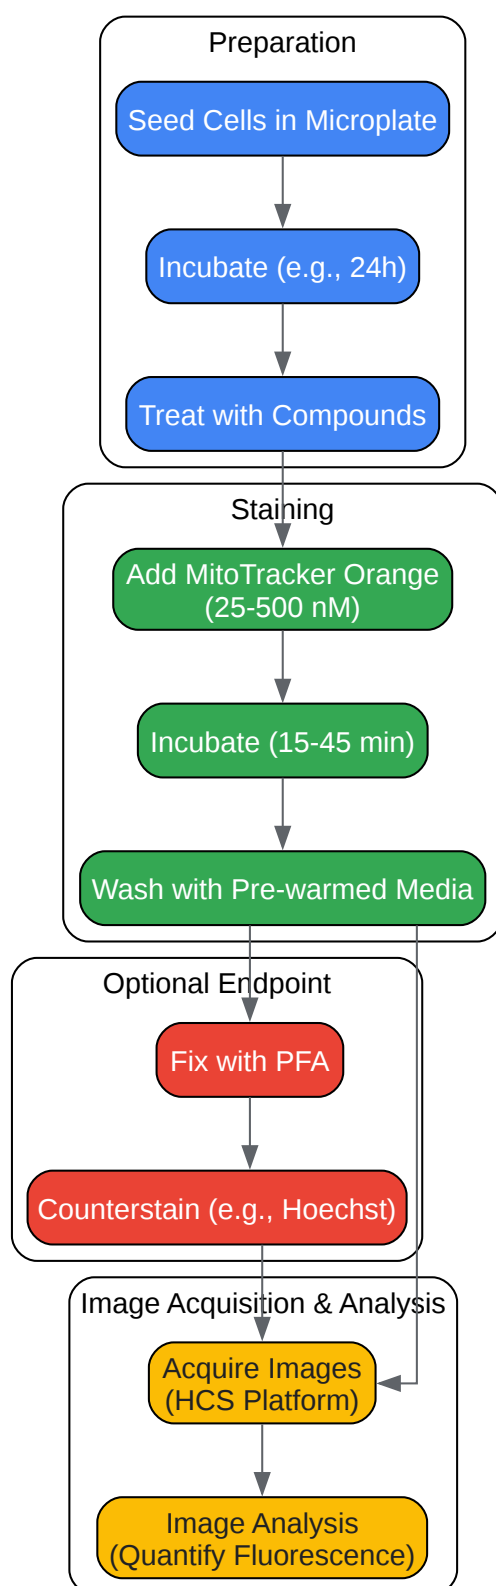 Preparation
Seed Cells in Microplate
Incubate (e.g., 24h)
Treat with Compounds
Staining
Add MitoTracker Orange
(25-500 nM)
Incubate (15-45 min)
Wash with Pre-warmed Media
Optional Endpoint
Fix with PFA
Counterstain (e.g., Hoechst)
Image Acquisition & Analysis
Acquire Images
(HCS Platform)
Image Analysis
(Quantify Fluorescence)